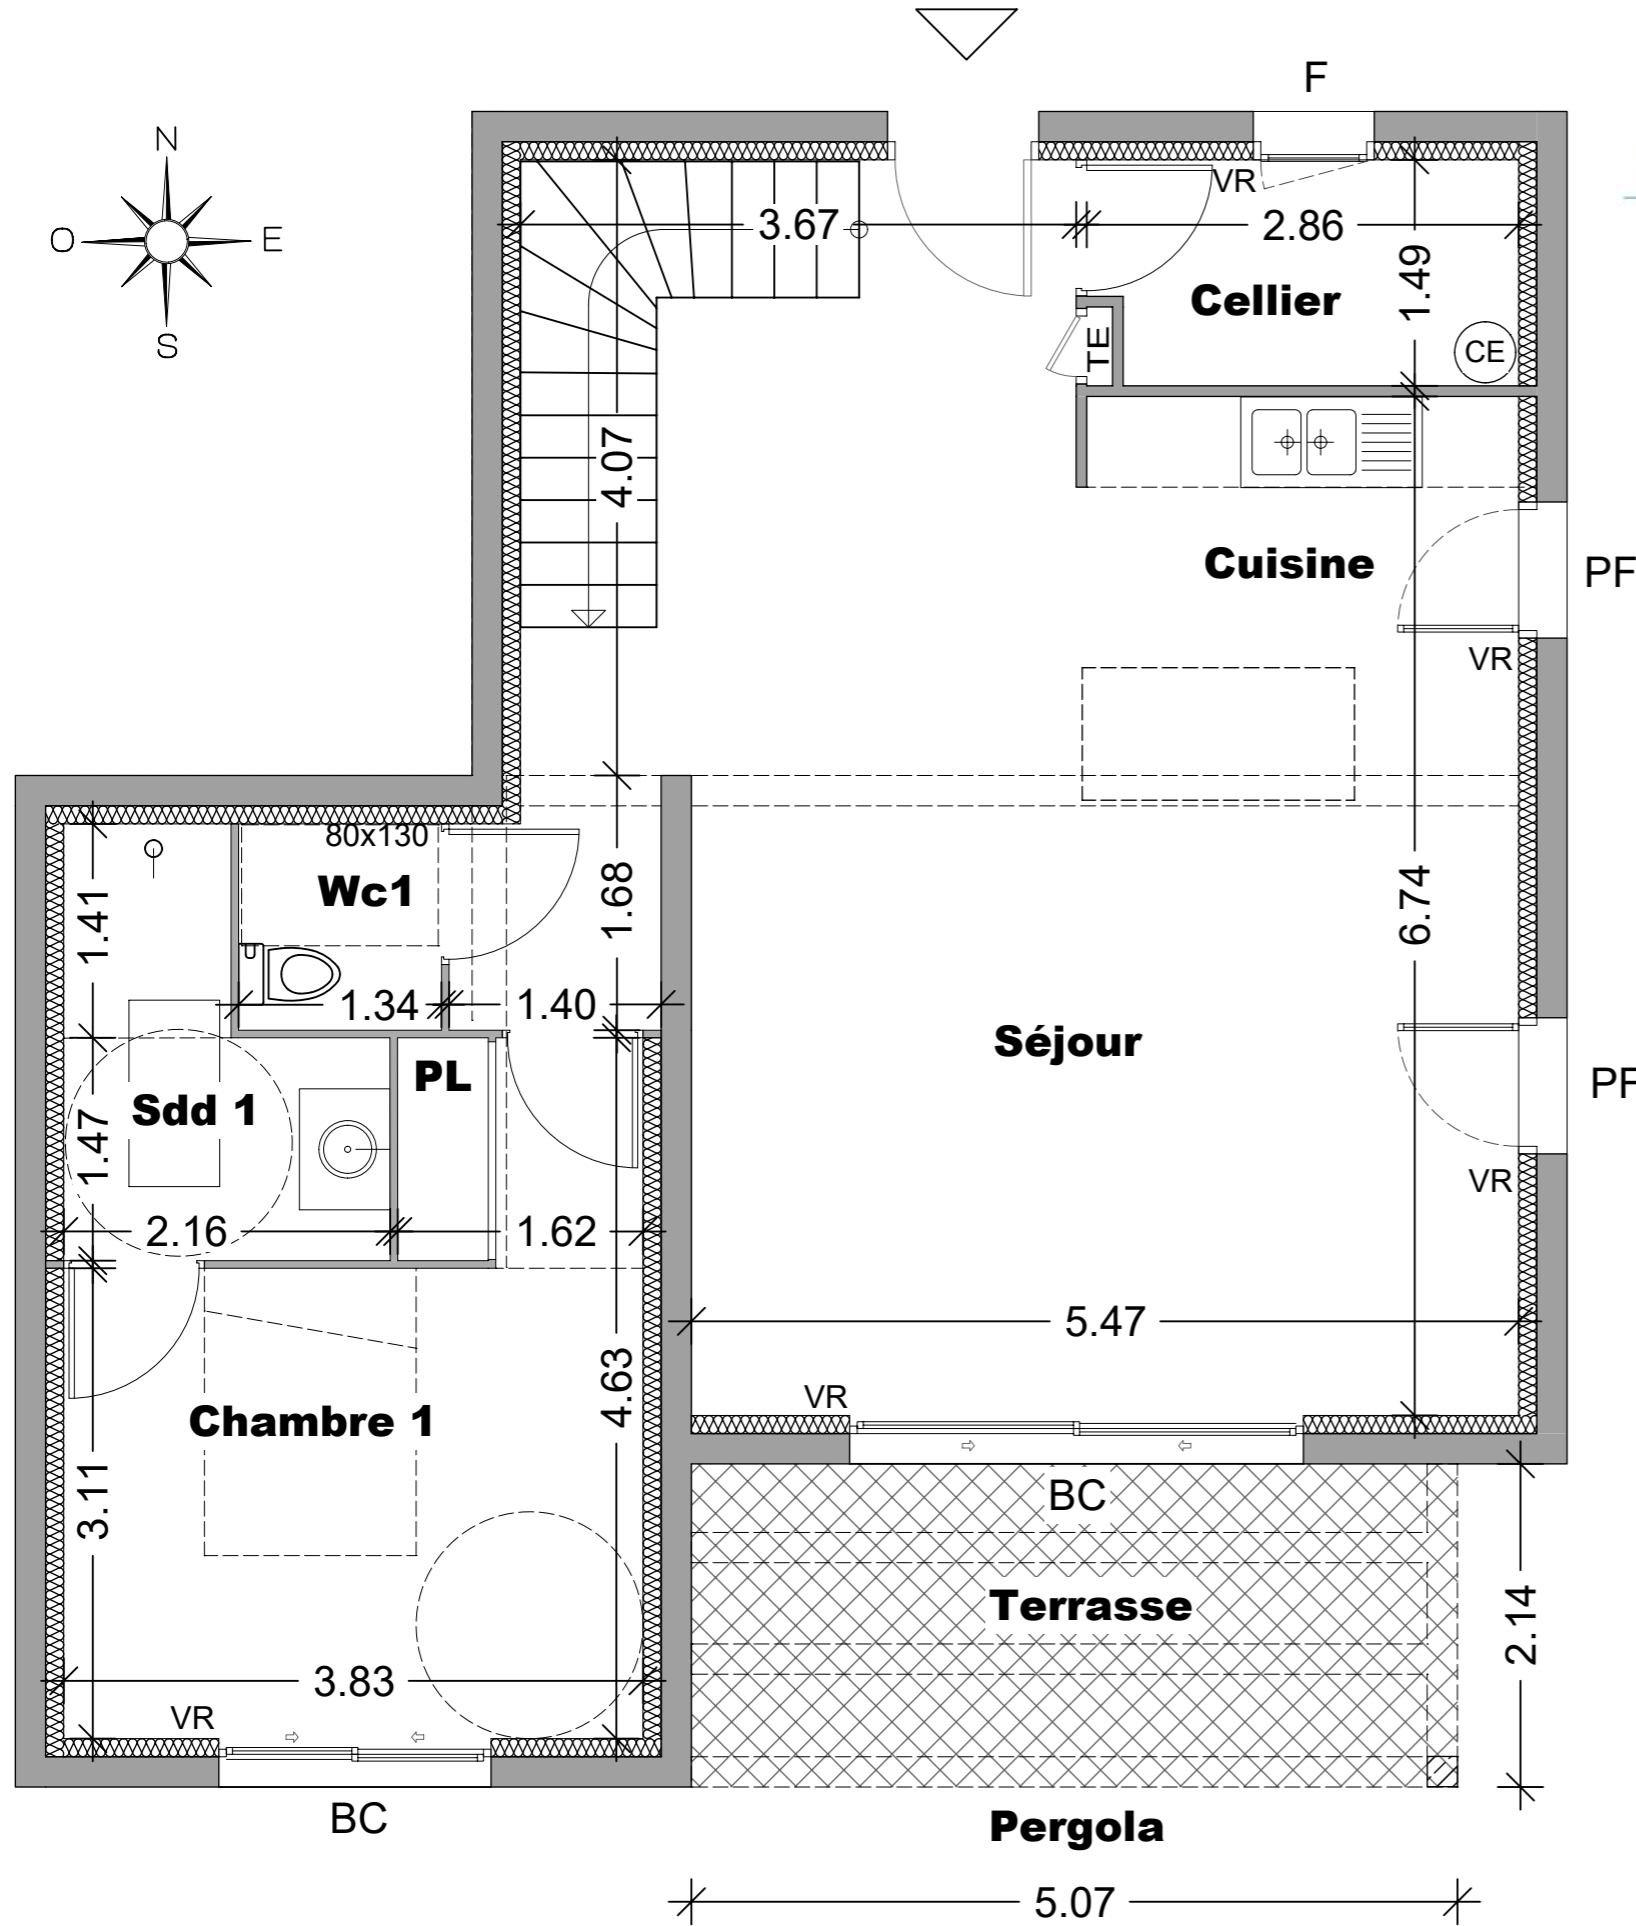 F
N
O
E
S
VR
3.67
2.86
1.49
Cellier
TE
CE
4.07
Cuisine
PF
VR
80x130
Wc1
1.41
1.68
6.74
1.34
1.40
Séjour
PL
Sdd 1
PF
1.47
VR
2.16
1.62
5.47
VR
4.63
Chambre 1
3.11
BC
Terrasse
2.14
3.83
VR
BC
Pergola
5.07